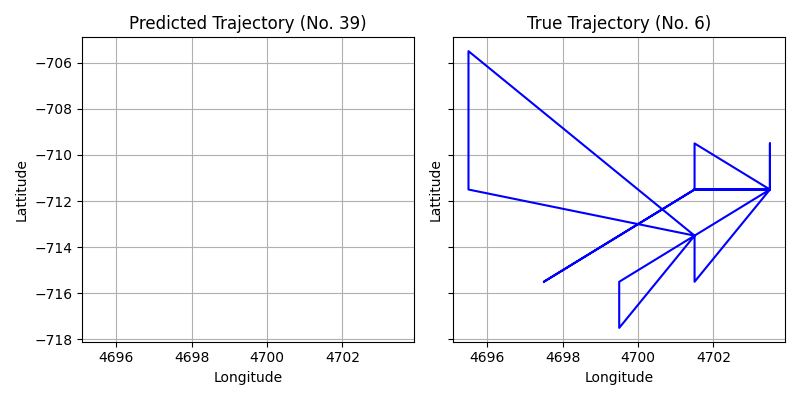 Predicted Trajectory (No. 39)
True Trajectory (No. 6)
−706
−708
−710
−712
−714
−716
−718
Lattitude
Lattitude
4696
4698
4700
4702
4696
4698
4700
4702
Longitude
Longitude